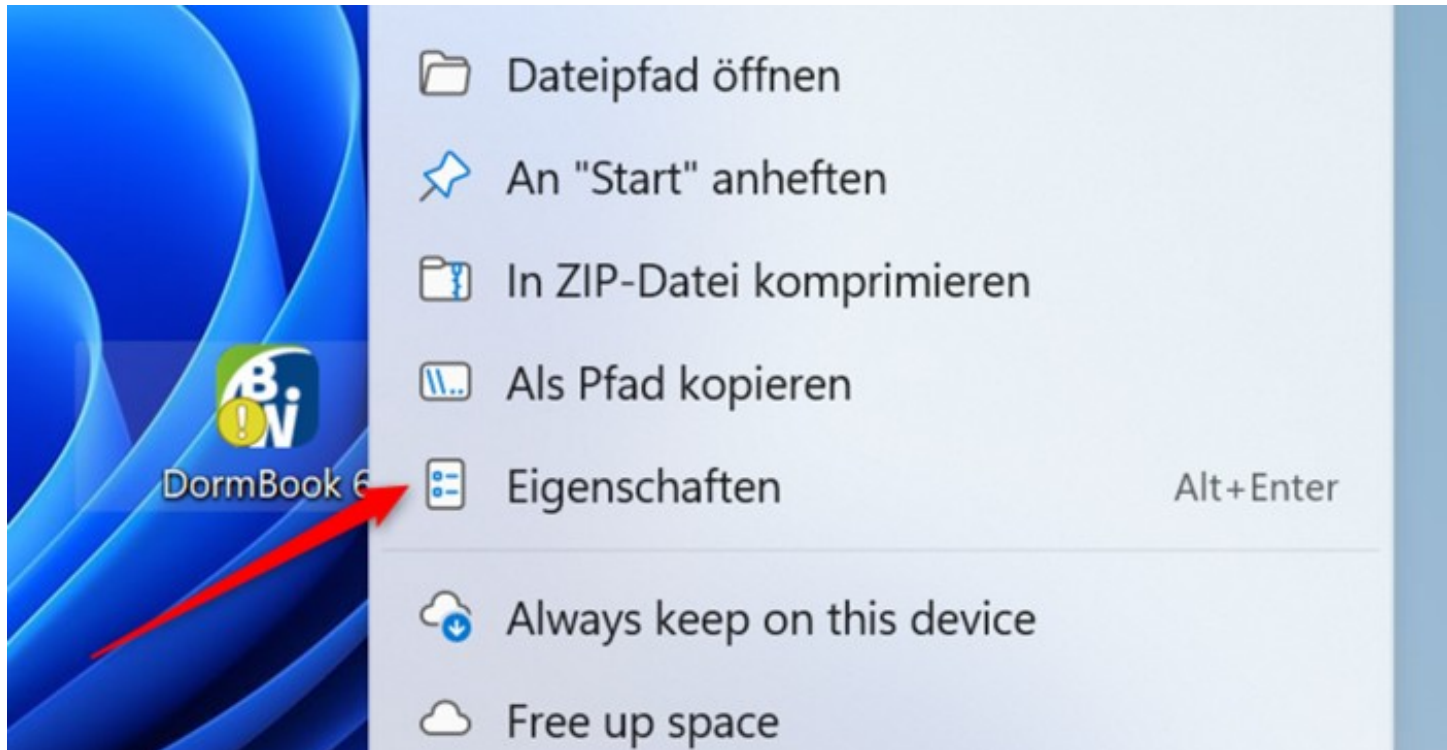 Dateipfad öffnen
An "Start" anheften
In ZIP-Datei komprimieren
B.
!N
Als Pfad kopieren
DormBook 6
Eigenschaften Alt+Enter
Always keep on this device
Free up space